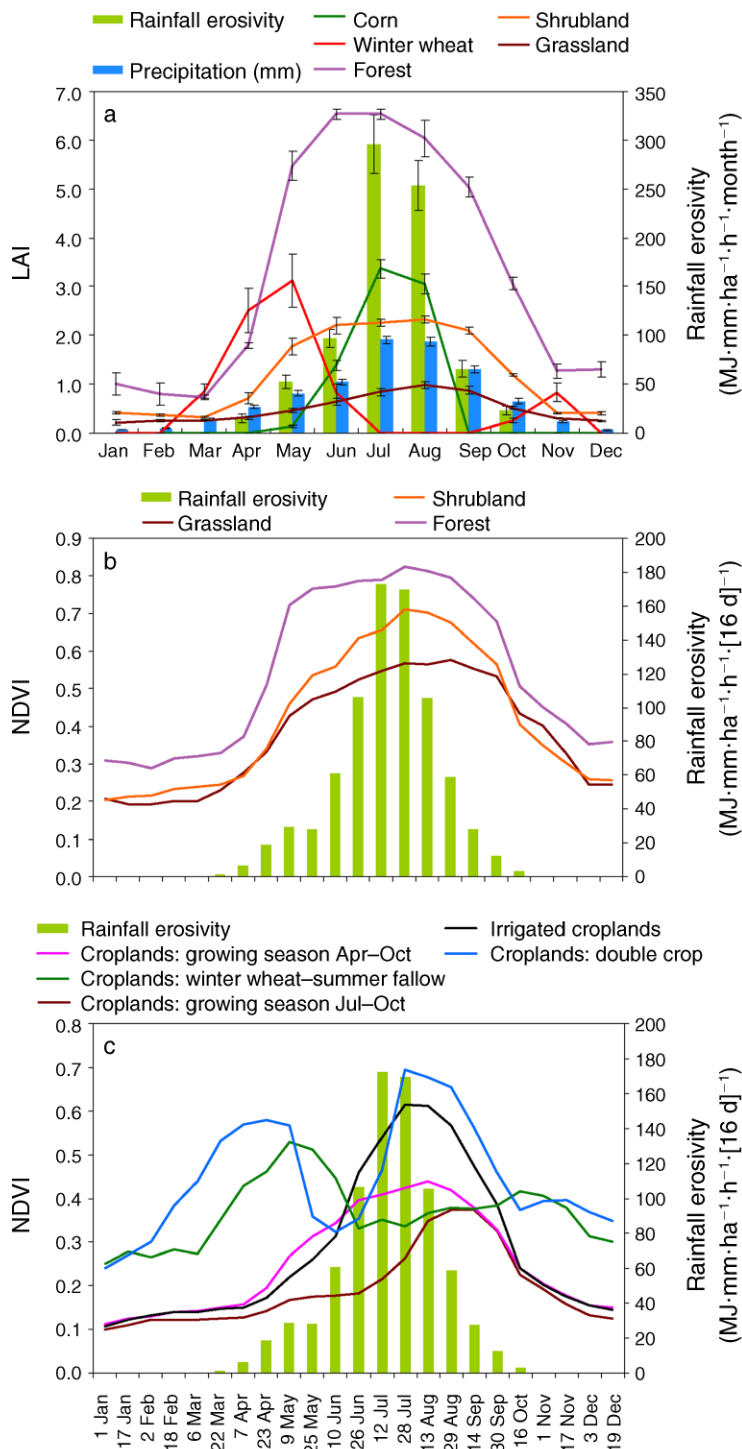 Rainfall erosivity
Corn
Shrubland
Winter wheat
Grassland
Precipitation (mm)
Forest
a
7.0
6.0
5.0
4.0
3.0
2.0
1.0
0.0
LAI
350
300
250
200
150
100
50
0
Rainfall erosivity
(MJ·mm·ha⁻¹·h⁻¹·month⁻¹)
Jan Feb Mar Apr May Jun Jul Aug Sep Oct Nov Dec
Rainfall erosivity
Shrubland
Grassland
Forest
b
0.9
0.8
0.7
0.6
0.5
0.4
0.3
0.2
0.1
0.0
NDVI
200
180
160
140
120
100
80
60
40
20
0
Rainfall erosivity
(MJ·mm·ha⁻¹·h⁻¹·[16 d]⁻¹)
Rainfall erosivity
Irrigated croplands
Croplands: growing season Apr–Oct
Croplands: double crop
Croplands: winter wheat–summer fallow
Croplands: growing season Jul–Oct
c
0.8
0.7
0.6
0.5
0.4
0.3
0.2
0.1
0.0
NDVI
200
180
160
140
120
100
80
60
40
20
0
Rainfall erosivity
(MJ·mm·ha⁻¹·h⁻¹·[16 d]⁻¹)
1 Jan
17 Jan
2 Feb
18 Feb
6 Mar
22 Mar
7 Apr
23 Apr
9 May
25 May
10 Jun
26 Jun
12 Jul
28 Jul
13 Aug
29 Aug
14 Sep
30 Sep
16 Oct
1 Nov
17 Nov
3 Dec
19 Dec